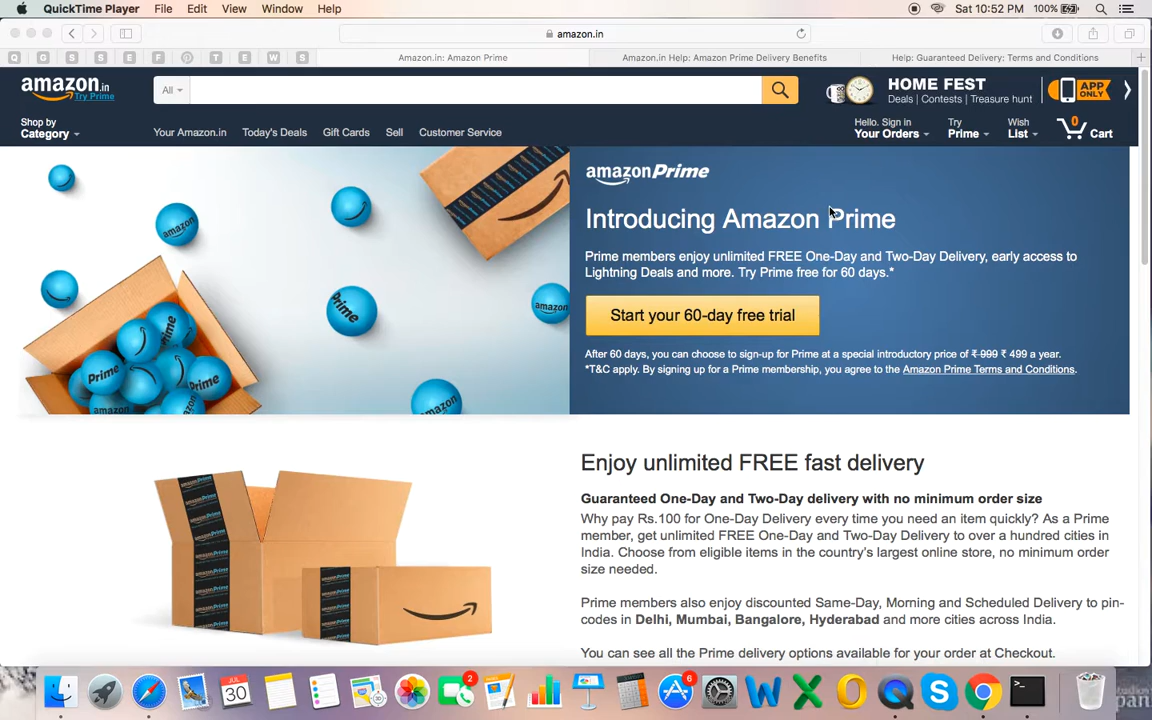 QuickTime Player File Edit View Window Help
Sat 10:52 PM 100%
amazon.in
Q G S S E F T E W S
Amazon.in: Amazon Prime
Amazon.in Help: Amazon Prime Delivery Benefits
Help: Guaranteed Delivery: Terms and Conditions
amazon.in
Try Prime
All
HOME FEST
Deals | Contests | Treasure hunt
APP
ONLY
Shop by
Category
Your Amazon.in Today's Deals Gift Cards Sell Customer Service
Hello. Sign in
Your Orders
Try
Prime
Wish
List
0
Cart
amazon
Prime
amazon
Prime
Prime
Prime
amazon
amazon
amazonPrime
Introducing Amazon Prime
Prime members enjoy unlimited FREE One-Day and Two-Day Delivery, early access to
Lightning Deals and more. Try Prime free for 60 days.*
Start your 60-day free trial
After 60 days, you can choose to sign-up for Prime at a special introductory price of ₹ 999 ₹ 499 a year.
*T&C apply. By signing up for a Prime membership, you agree to the Amazon Prime Terms and Conditions.
Enjoy unlimited FREE fast delivery
Guaranteed One-Day and Two-Day delivery with no minimum order size
Why pay Rs.100 for One-Day Delivery every time you need an item quickly? As a Prime
member, get unlimited FREE One-Day and Two-Day Delivery to over a hundred cities in
India. Choose from eligible items in the country's largest online store, no minimum order
size needed.
Prime members also enjoy discounted Same-Day, Morning and Scheduled Delivery to pin-
codes in Delhi, Mumbai, Bangalore, Hyderabad and more cities across India.
You can see all the Prime delivery options available for your order at Checkout.
JUL
30
2
6